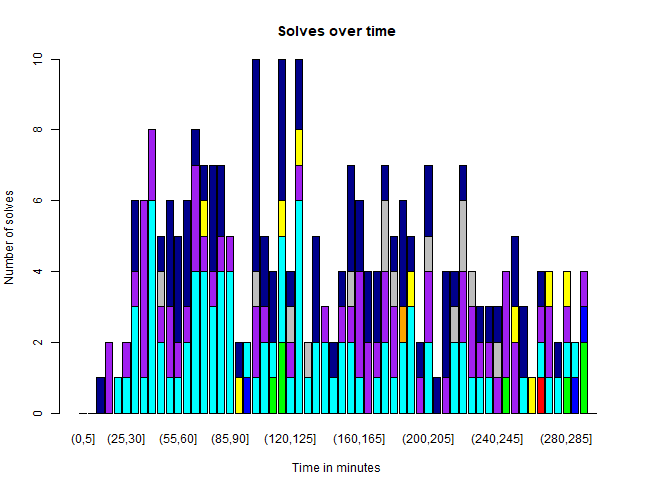 Solves over time
Number of solves
10
8
6
4
2
0
(0,5] (25,30] (55,60] (85,90] (120,125] (160,165] (200,205] (240,245] (280,285]
Time in minutes